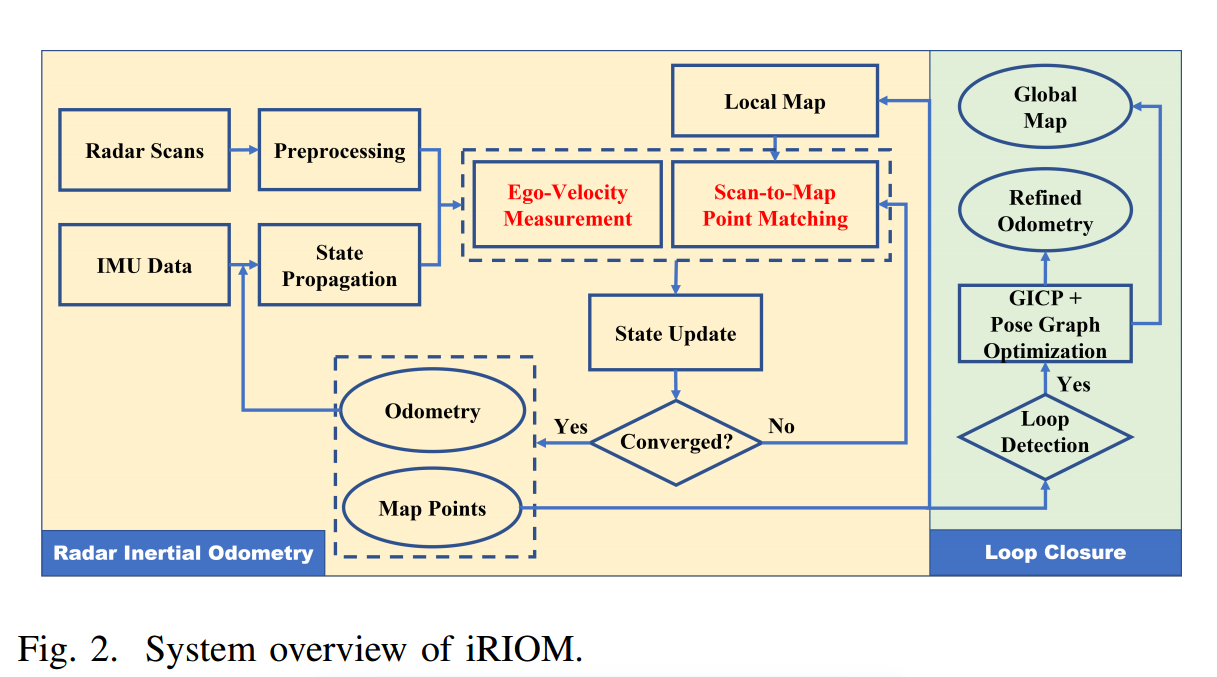 Radar Scans
Preprocessing
IMU Data
State
Propagation
Local Map
Ego-Velocity
Measurement
Scan-to-Map
Point Matching
State Update
Converged?
Yes
No
Odometry
Map Points
Radar Inertial Odometry
Global
Map
Refined
Odometry
GICP +
Pose Graph
Optimization
Yes
Loop
Detection
Loop Closure
Fig. 2. System overview of iRIOM.